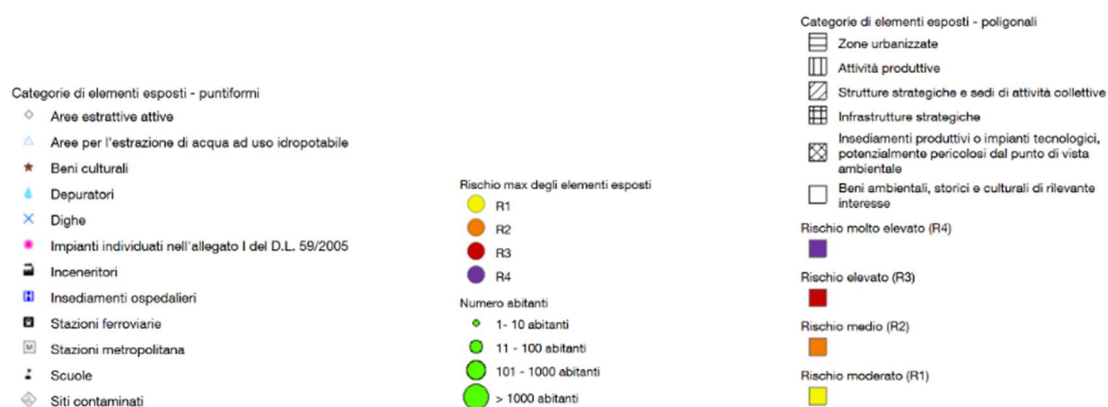 Categorie di elementi esposti - puntiformi
Aree estrattive attive
Aree per l'estrazione di acqua ad uso idropotabile
Beni culturali
Depuratori
Dighe
Impianti individuati nell'allegato I del D.L. 59/2005
Inceneritori
Insediamenti ospedalieri
Stazioni ferroviarie
Stazioni metropolitana
Scuole
Siti contaminati
Rischio max degli elementi esposti
R1
R2
R3
R4
Numero abitanti
1- 10 abitanti
11 - 100 abitanti
101 - 1000 abitanti
> 1000 abitanti
Categorie di elementi esposti - poligonali
Zone urbanizzate
Attività produttive
Strutture strategiche e sedi di attività collettive
Infrastrutture strategiche
Insediamenti produttivi o impianti tecnologici,
potenzialmente pericolosi dal punto di vista
ambientale
Beni ambientali, storici e culturali di rilevante
interesse
Rischio molto elevato (R4)
Rischio elevato (R3)
Rischio medio (R2)
Rischio moderato (R1)